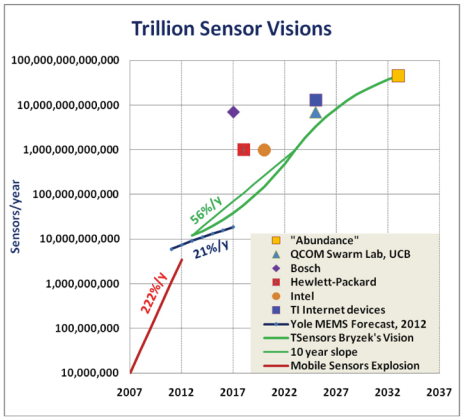 Trillion Sensor Visions
Sensors/year
100,000,000,000,000
10,000,000,000,000
1,000,000,000,000
100,000,000,000
10,000,000,000
1,000,000,000
100,000,000
10,000,000
56%/y
21%/y
222%/y
"Abundance"
QCOM Swarm Lab, UCB
Bosch
Hewlett-Packard
Intel
TI Internet devices
Yole MEMS Forecast, 2012
TSensors Bryzek's Vision
10 year slope
Mobile Sensors Explosion
2007 2012 2017 2022 2027 2032 2037